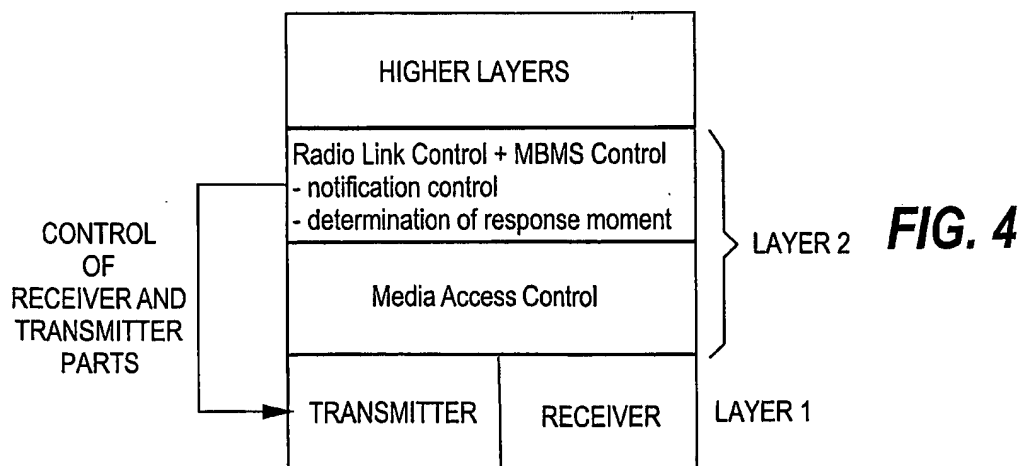 HIGHER LAYERS
Radio Link Control + MBMS Control
- notification control
- determination of response moment
Media Access Control
TRANSMITTER
RECEIVER
CONTROL
OF
RECEIVER AND
TRANSMITTER
PARTS
LAYER 2
LAYER 1
FIG. 4